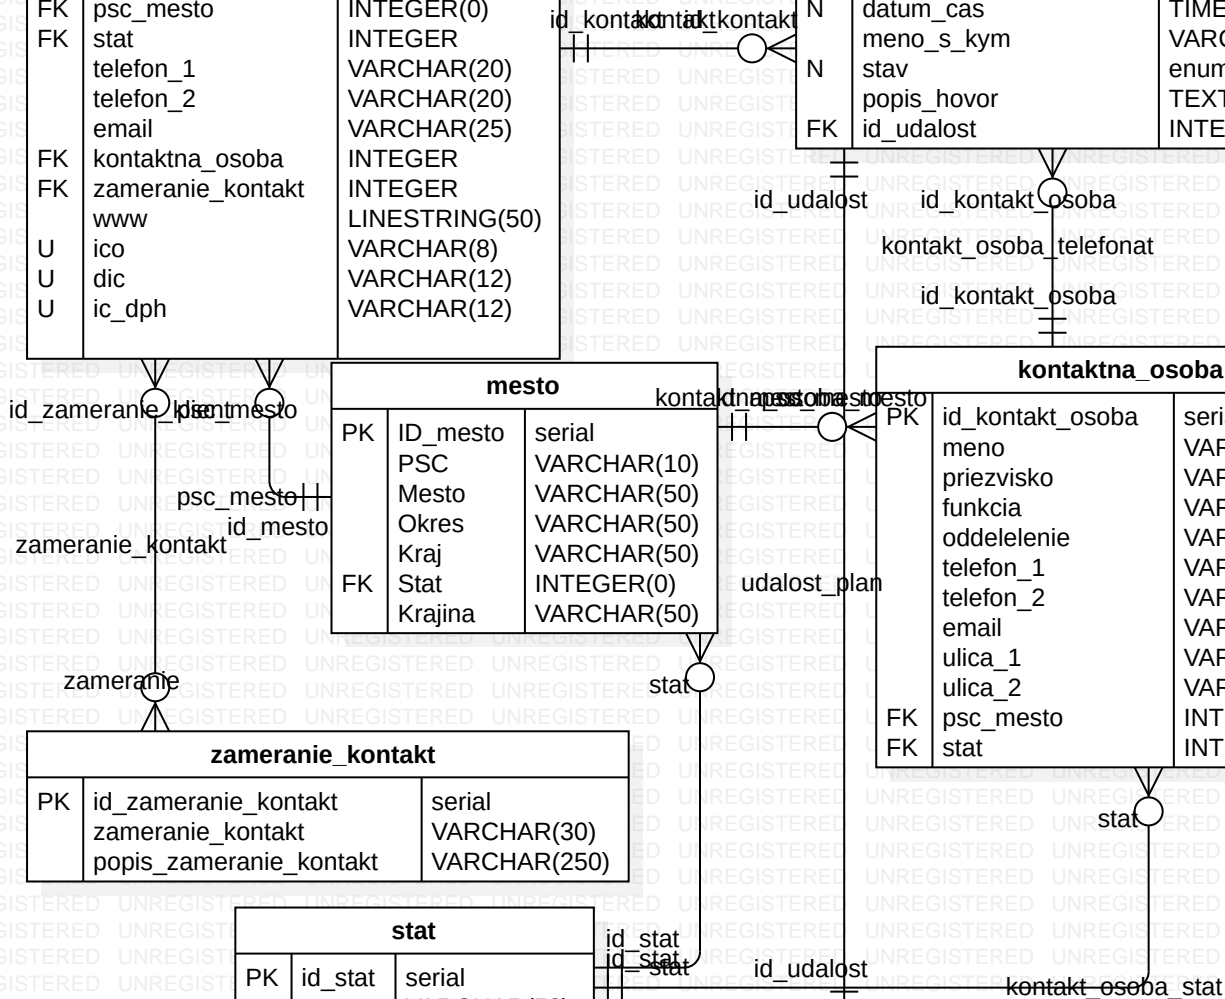 FK psc_mesto INTEGER(0)
FK stat INTEGER
telefon_1 VARCHAR(20)
telefon_2 VARCHAR(20)
email VARCHAR(25)
FK kontaktna_osoba INTEGER
FK zameranie_kontakt INTEGER
www LINESTRING(50)
U ico VARCHAR(8)
U dic VARCHAR(12)
U ic_dph VARCHAR(12)
id_kontakt
N datum_cas
meno_s_kym
N stav
popis_hovor
FK id_udalost
id_udalost
id_kontakt_osoba
kontakt_osoba_telefonat
id_kontakt_osoba
mesto
PK ID_mesto serial
PSC VARCHAR(10)
Mesto VARCHAR(50)
Okres VARCHAR(50)
Kraj VARCHAR(50)
FK Stat INTEGER(0)
Krajina VARCHAR(50)
psc_mesto
id_mesto
zameranie_kontakt
zameranie
kontaktna_osoba
PK id_kontakt_osoba
meno
priezvisko
funkcia
oddelelenie
telefon_1
telefon_2
email
ulica_1
ulica_2
FK psc_mesto
FK stat
udalost_plan
stat
stat
zameranie_kontakt
PK id_zameranie_kontakt serial
zameranie_kontakt VARCHAR(30)
popis_zameranie_kontakt VARCHAR(250)
stat
PK id_stat serial
id_stat
id_stat
id_udalost
kontakt_osoba_stat
UNREGISTERED